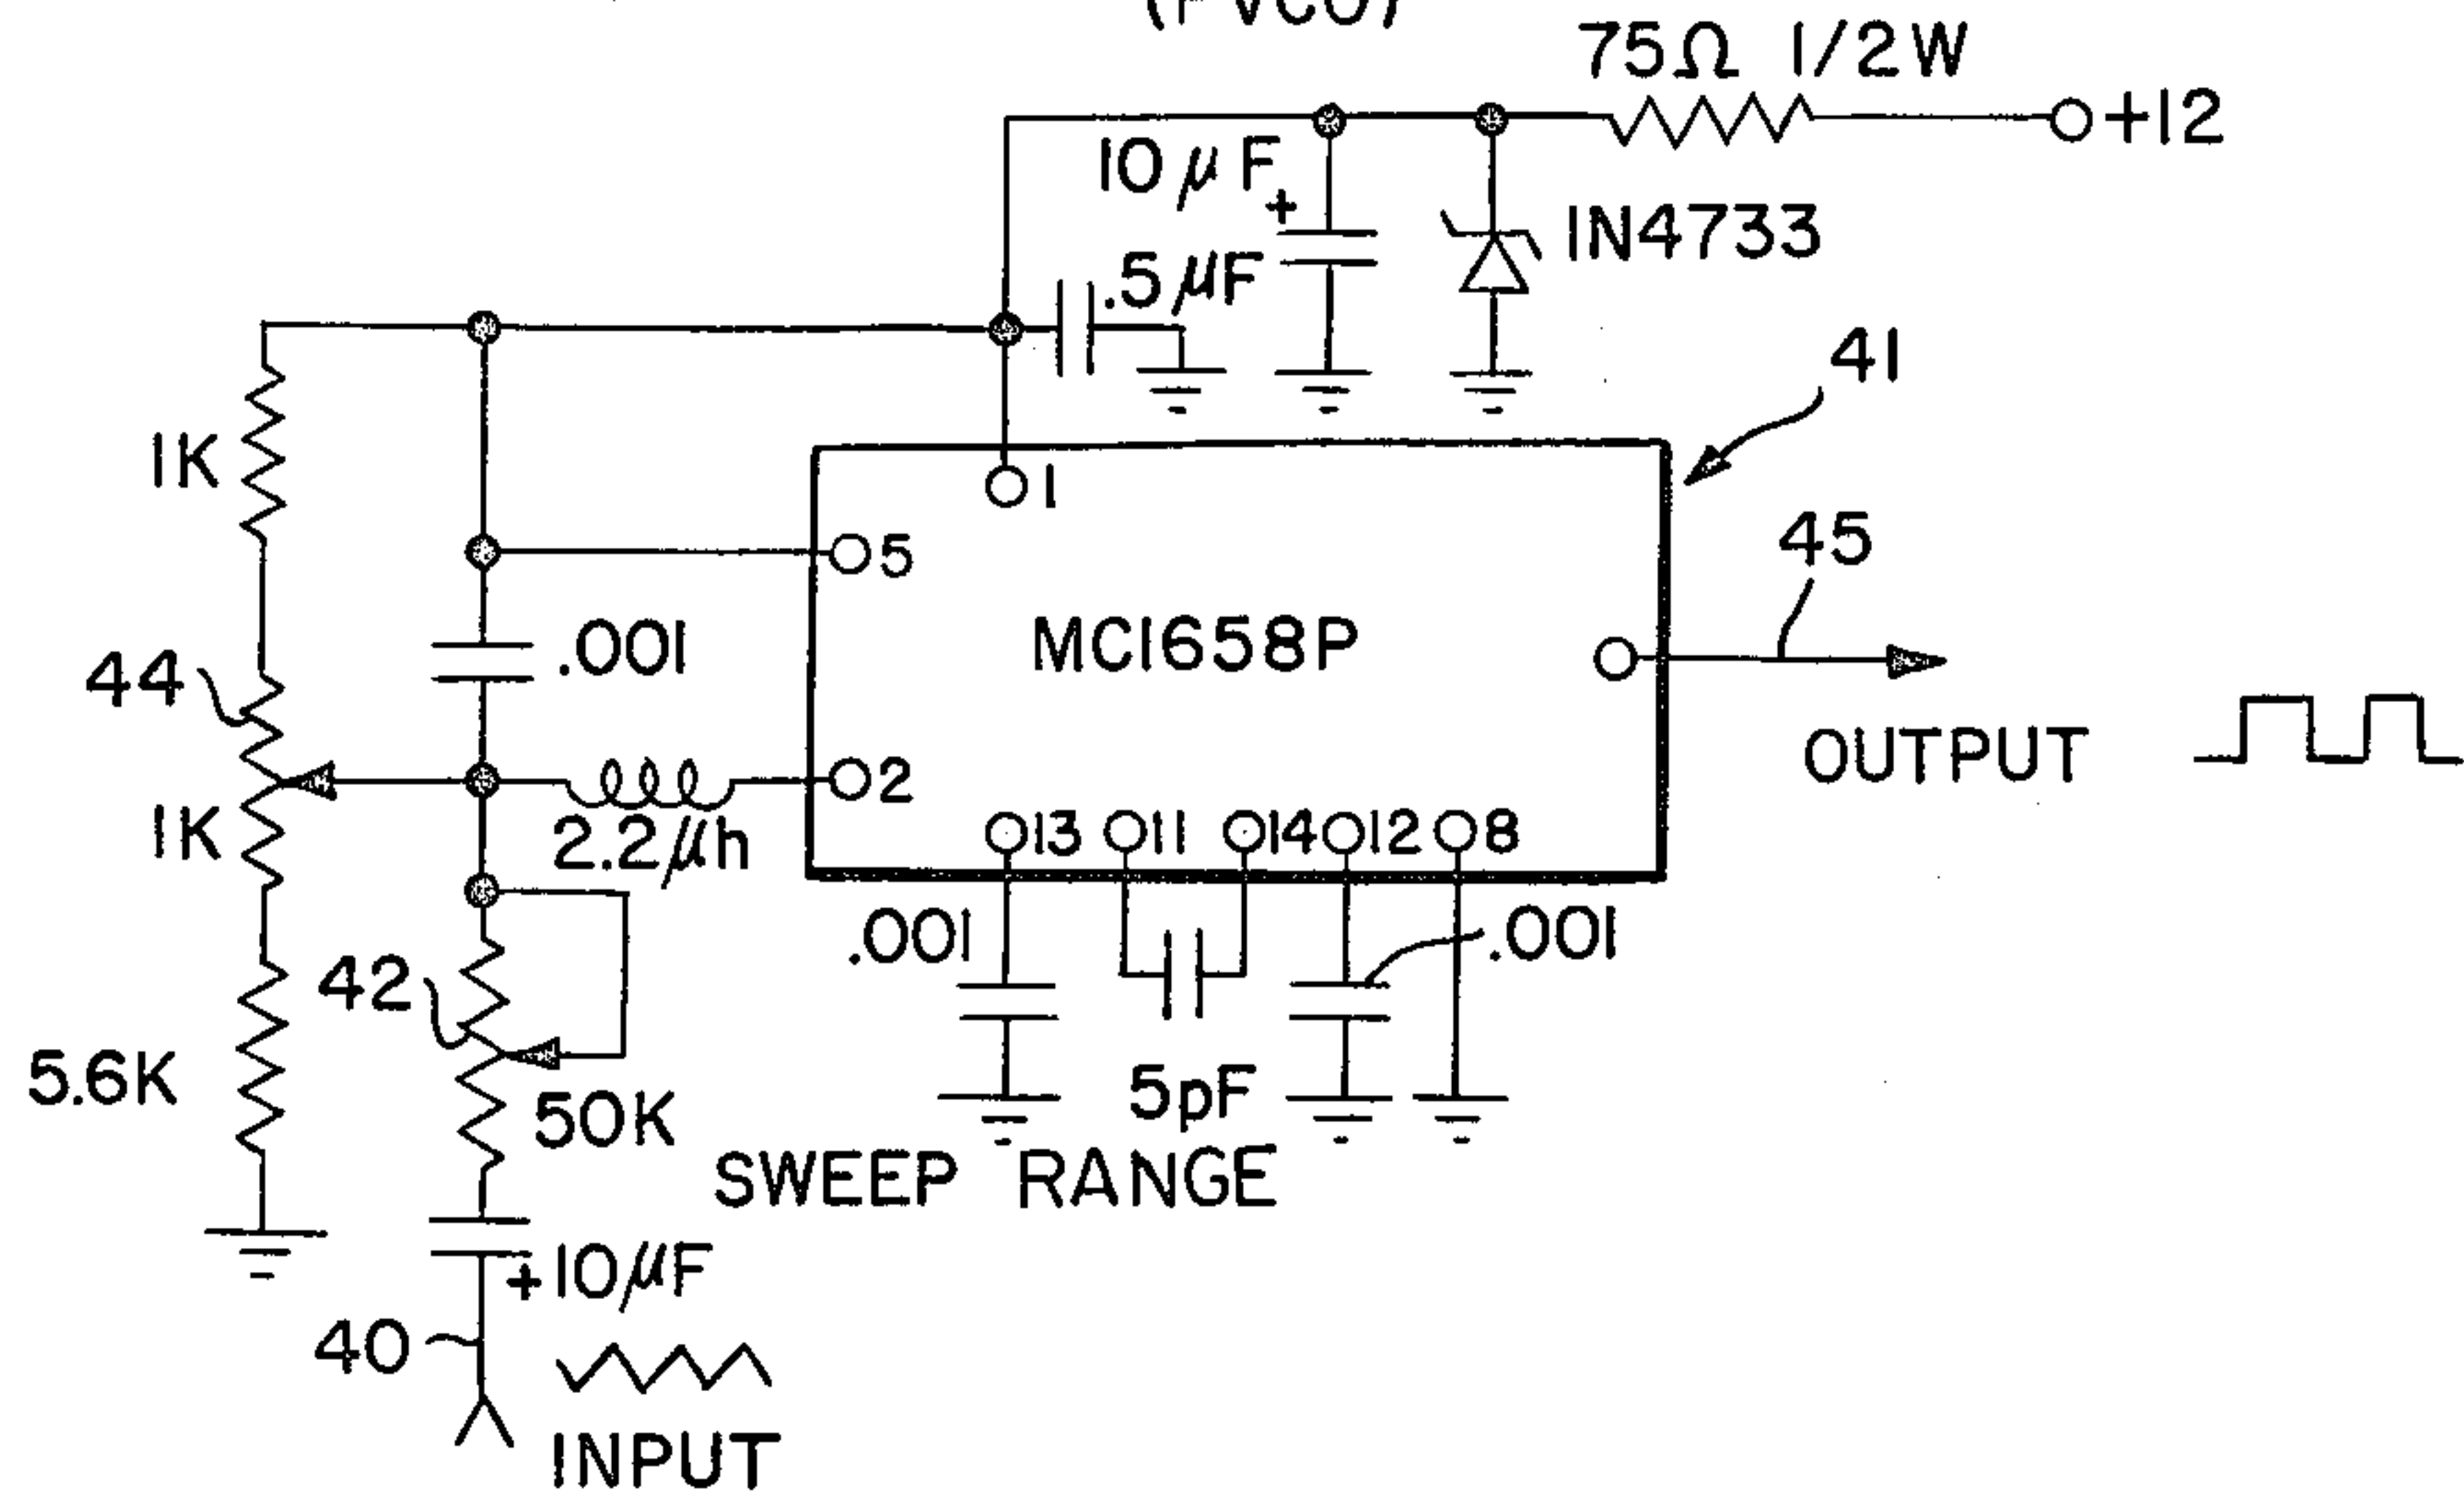 (PVCO)
75Ω 1/2W
+12
10µF
+
1N4733
.5µF
41
1K
1
5
45
MC1658P
.001
44
2
OUTPUT
1K
2.2µh
13
11
14
12
8
.001
.001
42
5.6K
50K
5pF
SWEEP RANGE
+10µF
40
INPUT